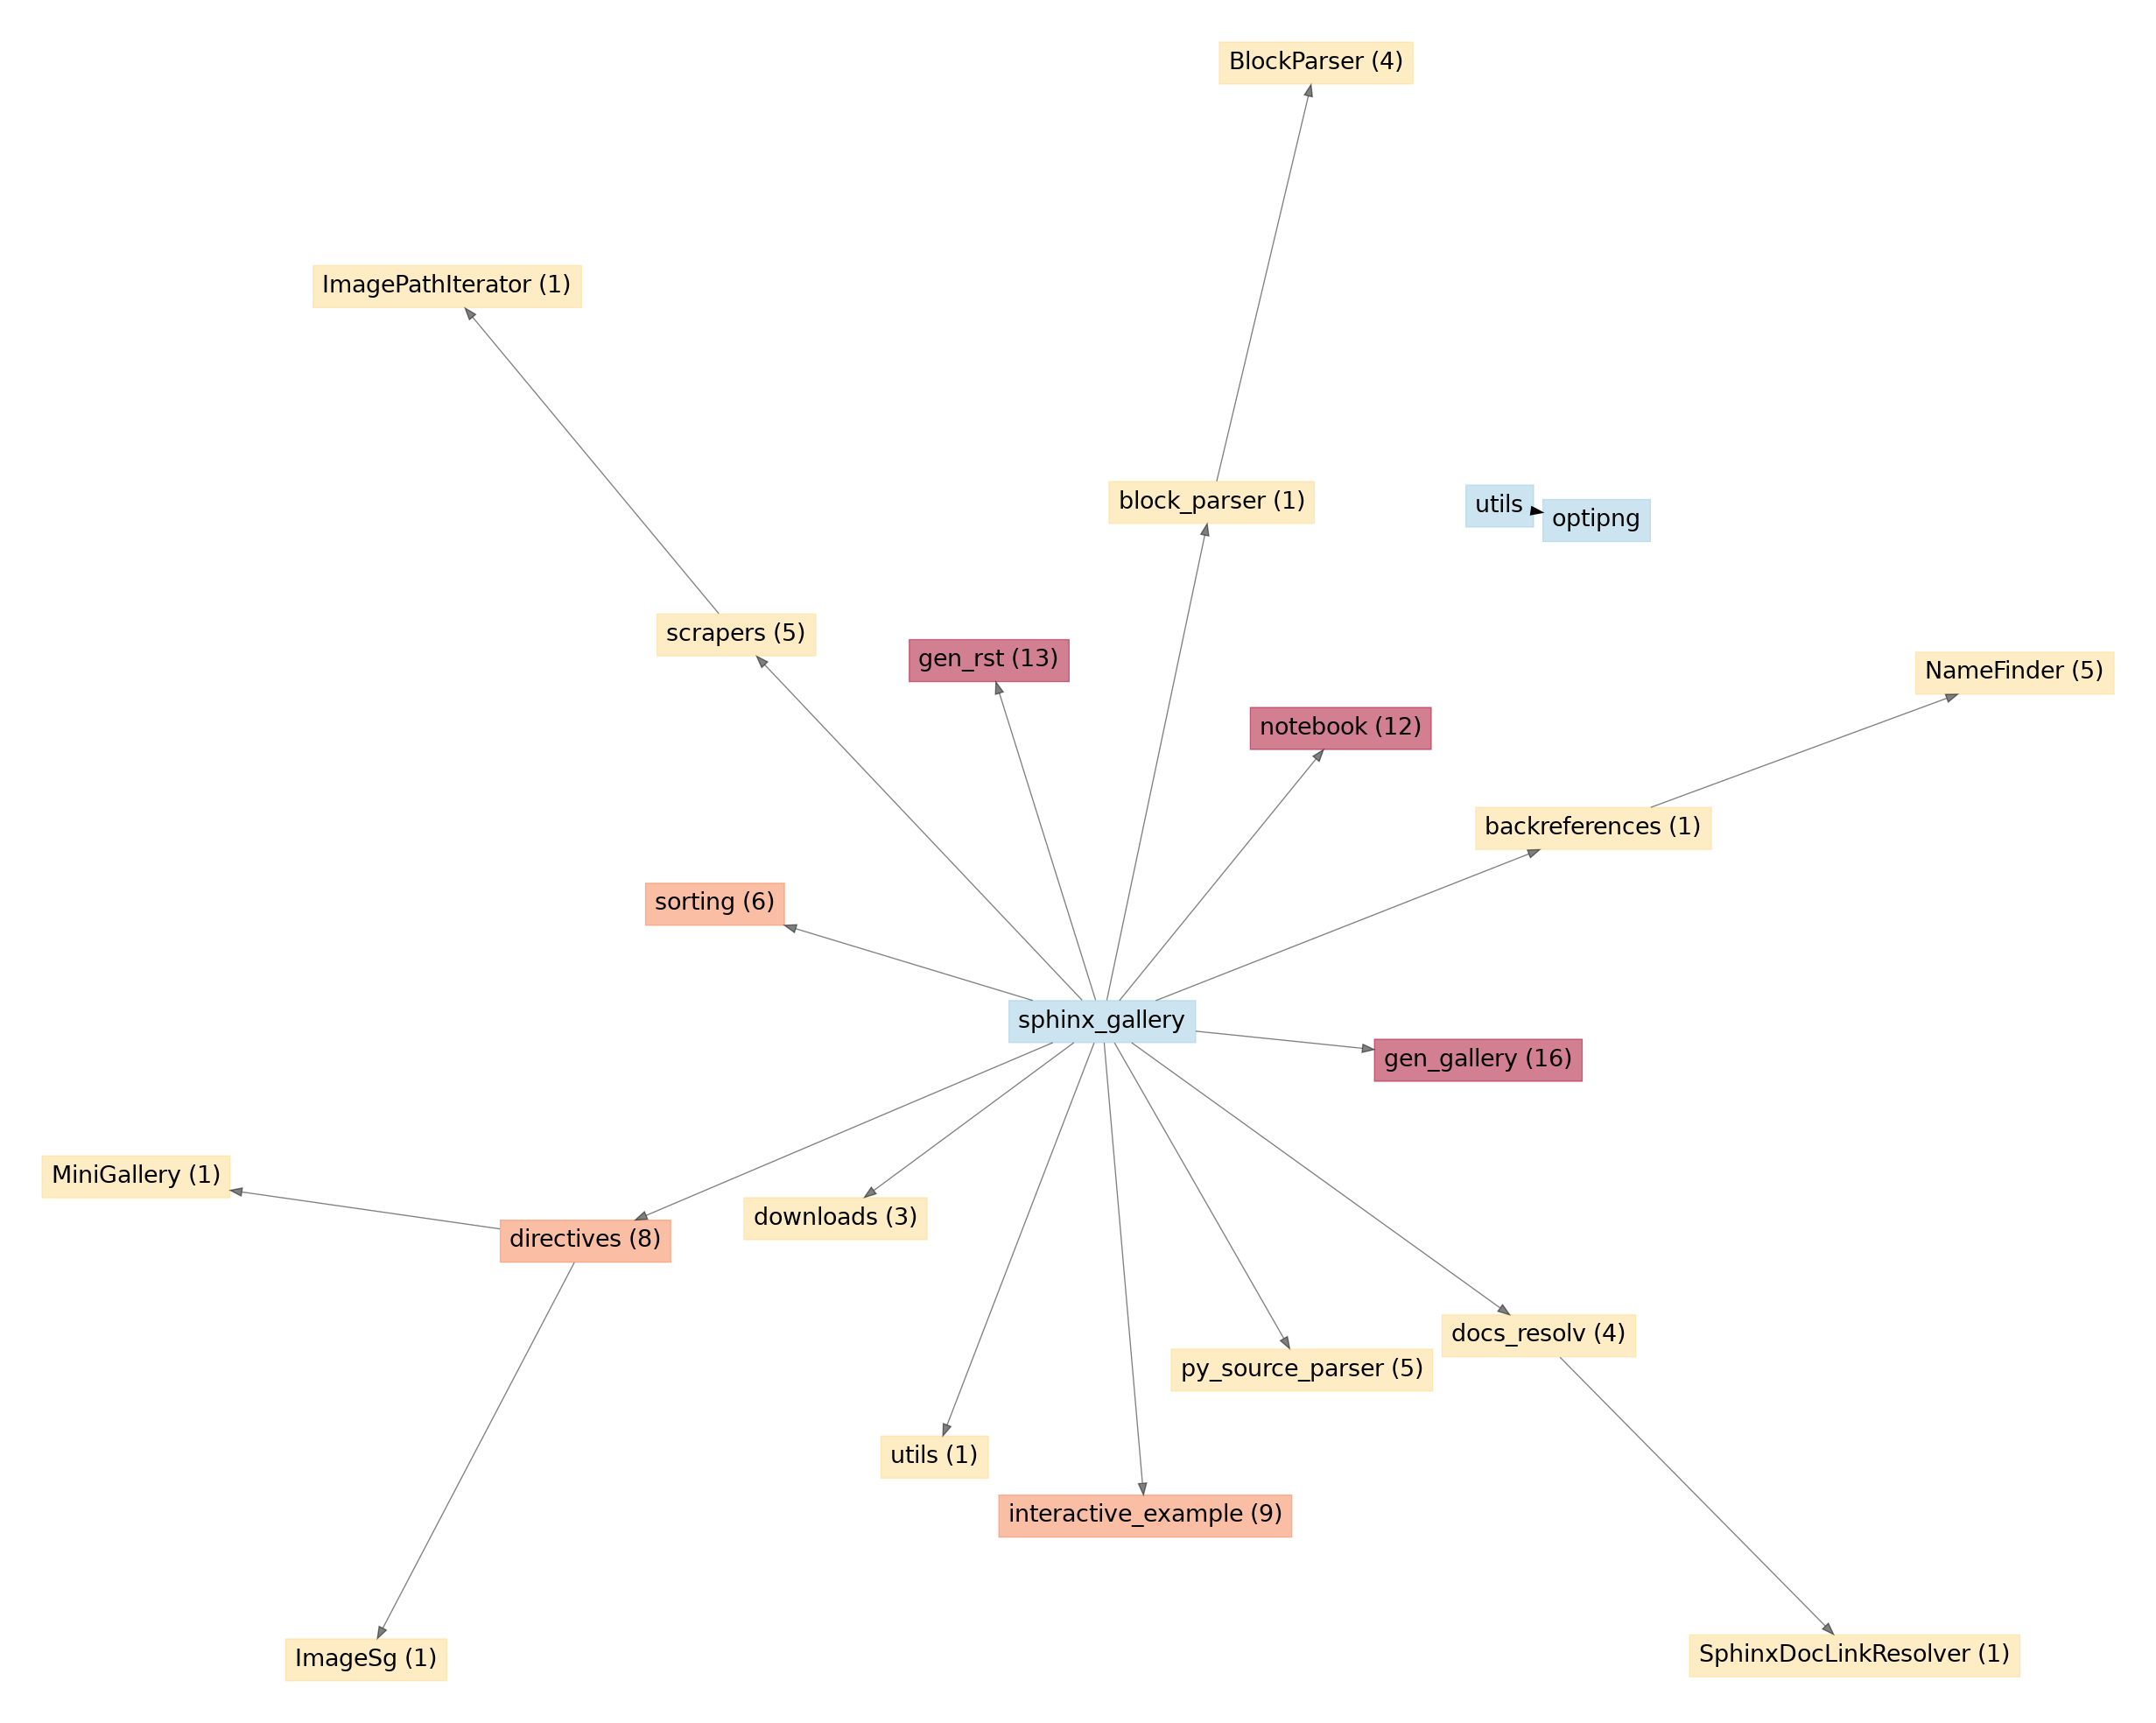 BlockParser (4)
ImagePathIterator (1)
block_parser (1)
utils
optipng
scrapers (5)
gen_rst (13)
NameFinder (5)
notebook (12)
backreferences (1)
sorting (6)
sphinx_gallery
gen_gallery (16)
MiniGallery (1)
downloads (3)
directives (8)
docs_resolv (4)
py_source_parser (5)
utils (1)
interactive_example (9)
SphinxDocLinkResolver (1)
ImageSg (1)